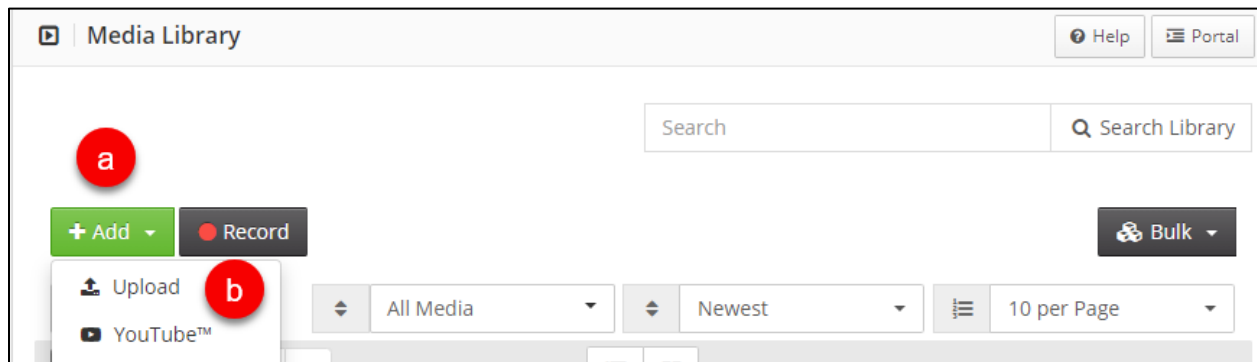 Media Library
Help
Portal
Search
Search Library
a
+ Add
Record
Bulk
Upload
b
All Media
Newest
10 per Page
YouTube™